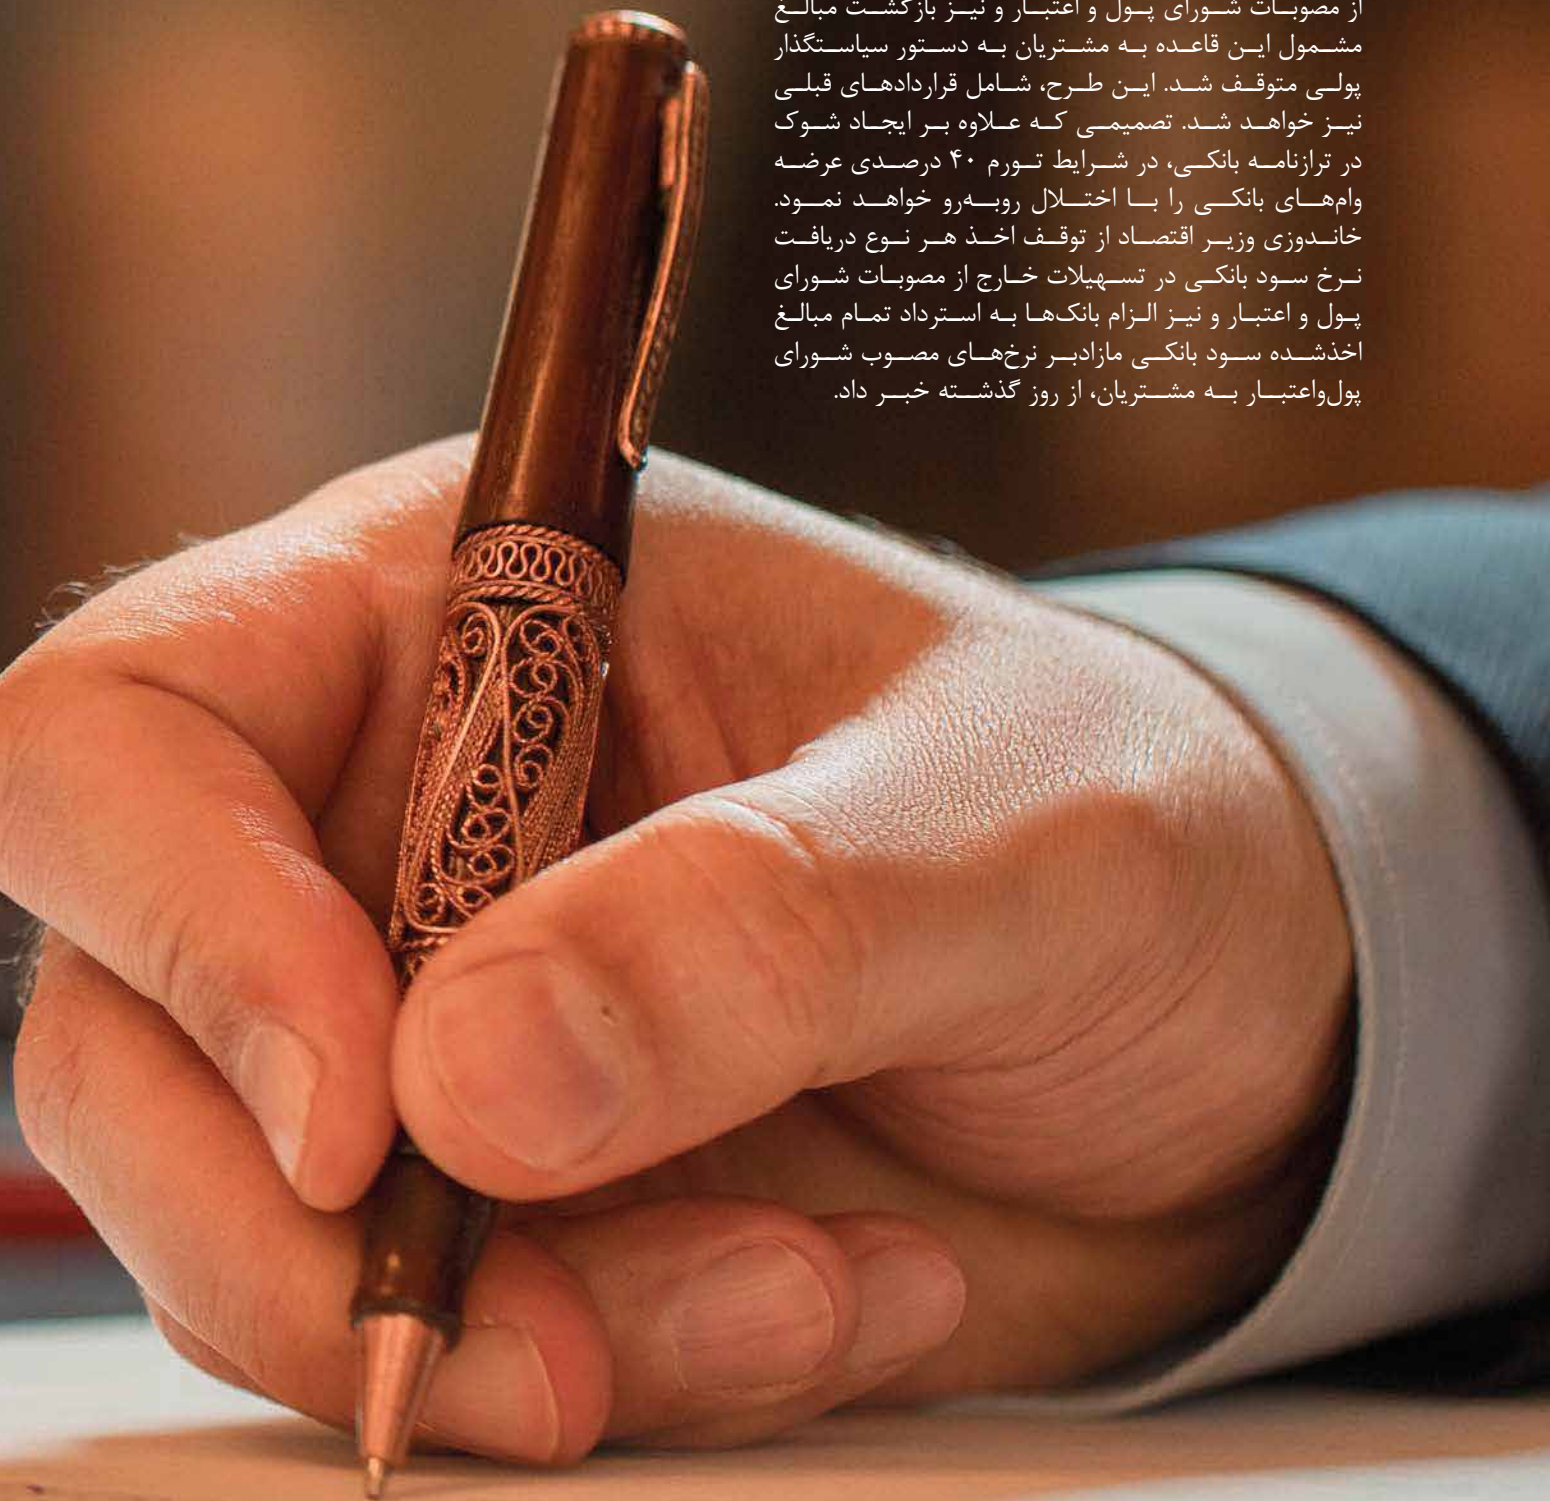 از مصوبات شورای پول و اعتبار و نیز بازگشت مبالغ
مشمول این قاعده به مشتریان به دستور سیاستگذار
پولی متوقف شد. این طرح، شامل قراردادهای قبلی
نیز خواهد شد. تصمیمی که علاوه بر ایجاد شوک
در ترازنامه بانکی، در شرایط تورم ۴۰ درصدی عرضه
وام‌های بانکی را با اختلال روبه‌رو خواهد نمود.
خاندوزی وزیر اقتصاد از توقف اخذ هر نوع دریافت
نرخ سود بانکی در تسهیلات خارج از مصوبات شورای
پول و اعتبار و نیز الزام بانک‌ها به استرداد تمام مبالغ
اخذشده سود بانکی مازادبر نرخ‌های مصوب شورای
پول‌واعتبار به مشتریان، از روز گذشته خبر داد.